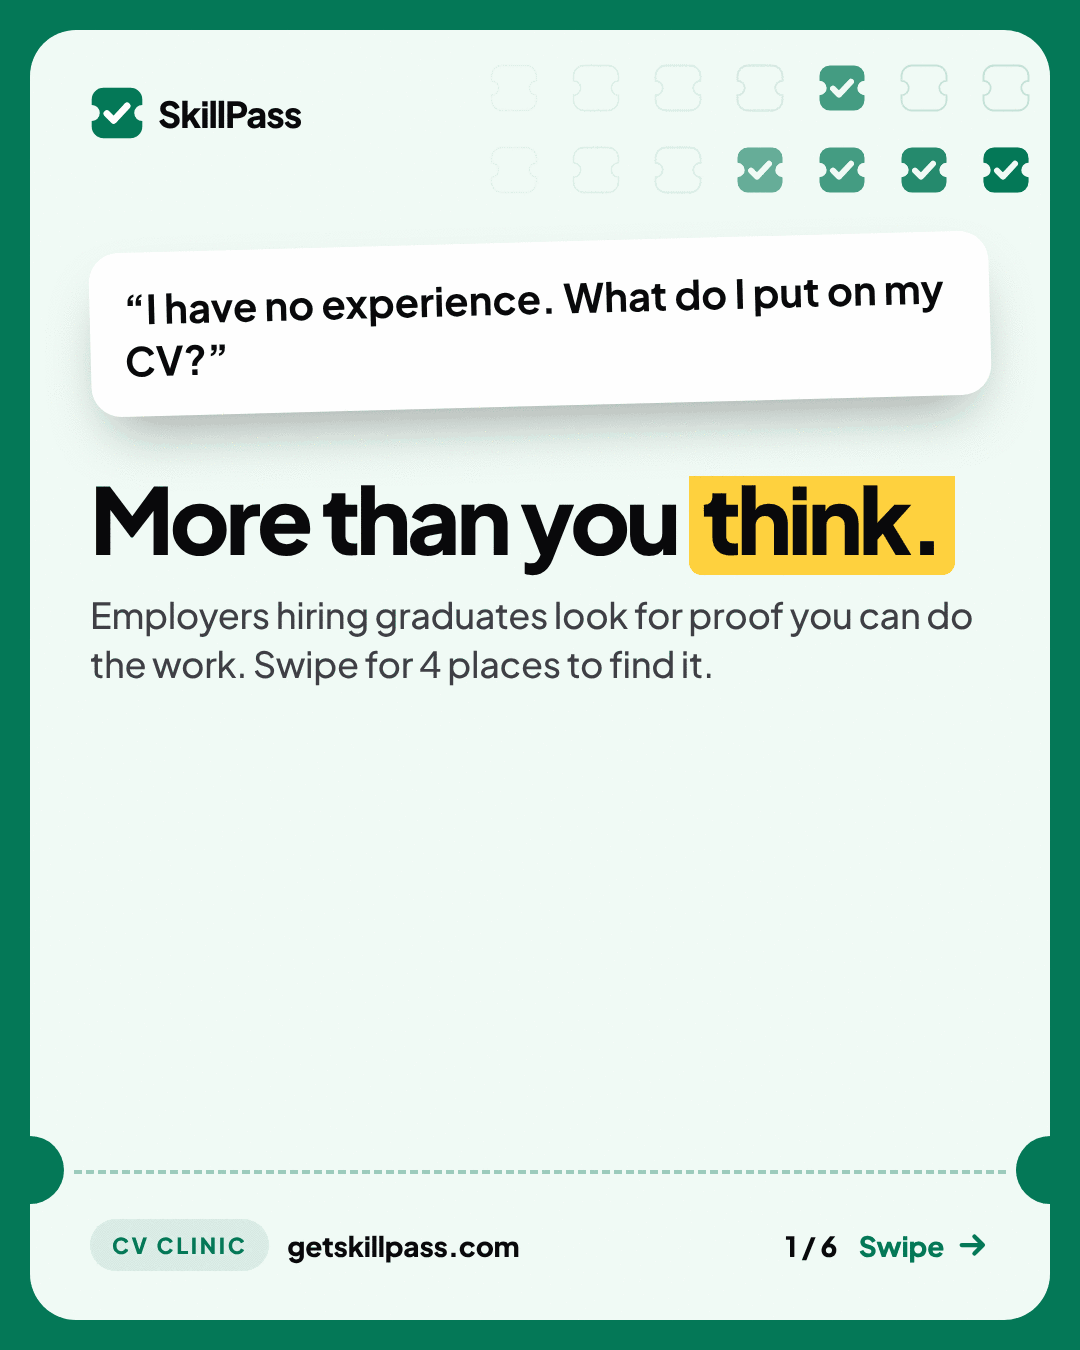 SkillPass
“I have no experience. What do I put on my
CV?”
More than you think.
Employers hiring graduates look for proof you can do
the work. Swipe for 4 places to find it.
CV CLINIC getskillpass.com 1 / 6 Swipe →